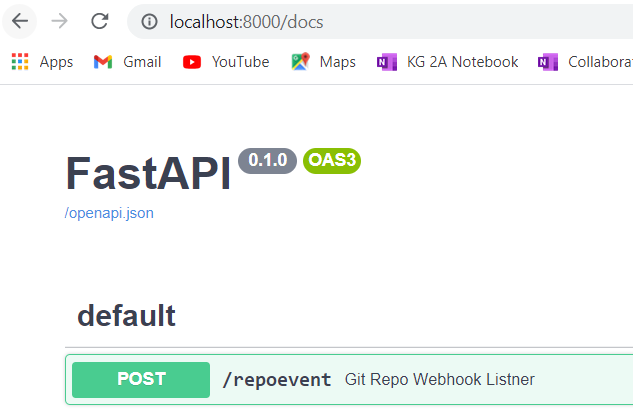 localhost:8000/docs
Apps Gmail YouTube Maps KG 2A Notebook Collaborat
FastAPI 0.1.0 OAS3
/openapi.json
default
POST /repoevent Git Repo Webhook Listner